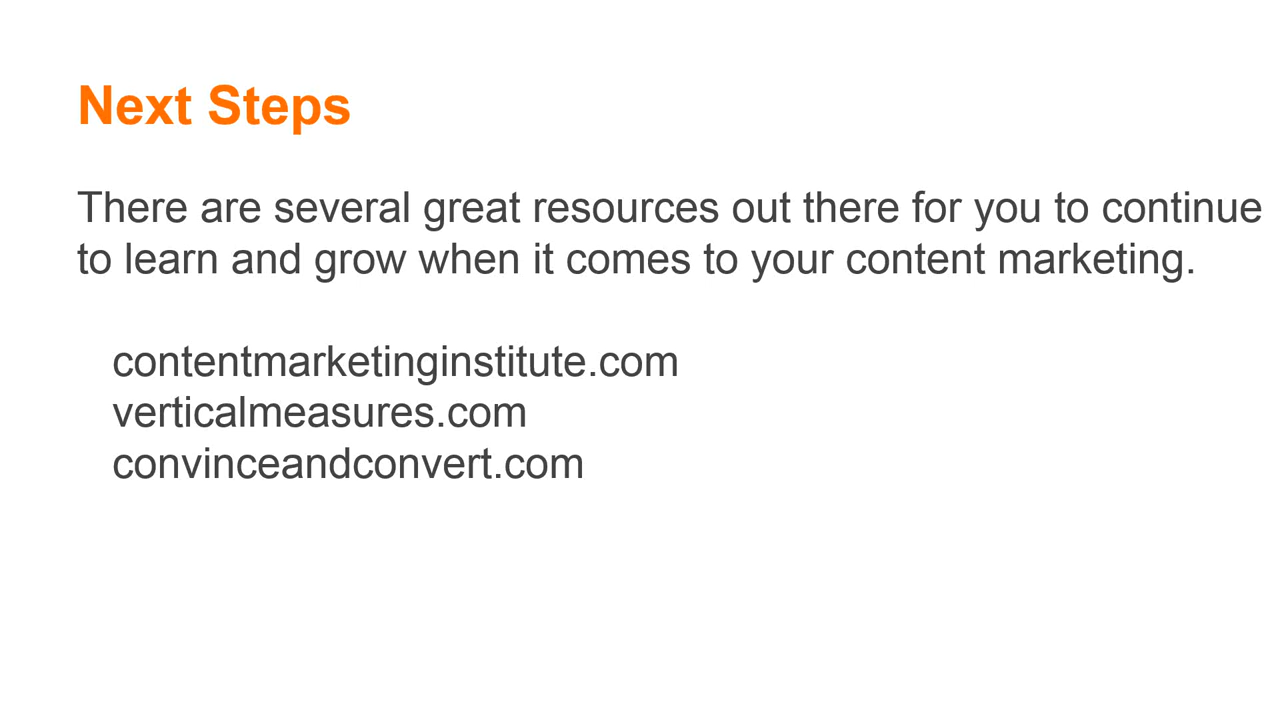 Next Steps
There are several great resources out there for you to continue
to learn and grow when it comes to your content marketing.
contentmarketinginstitute.com
verticalmeasures.com
convinceandconvert.com